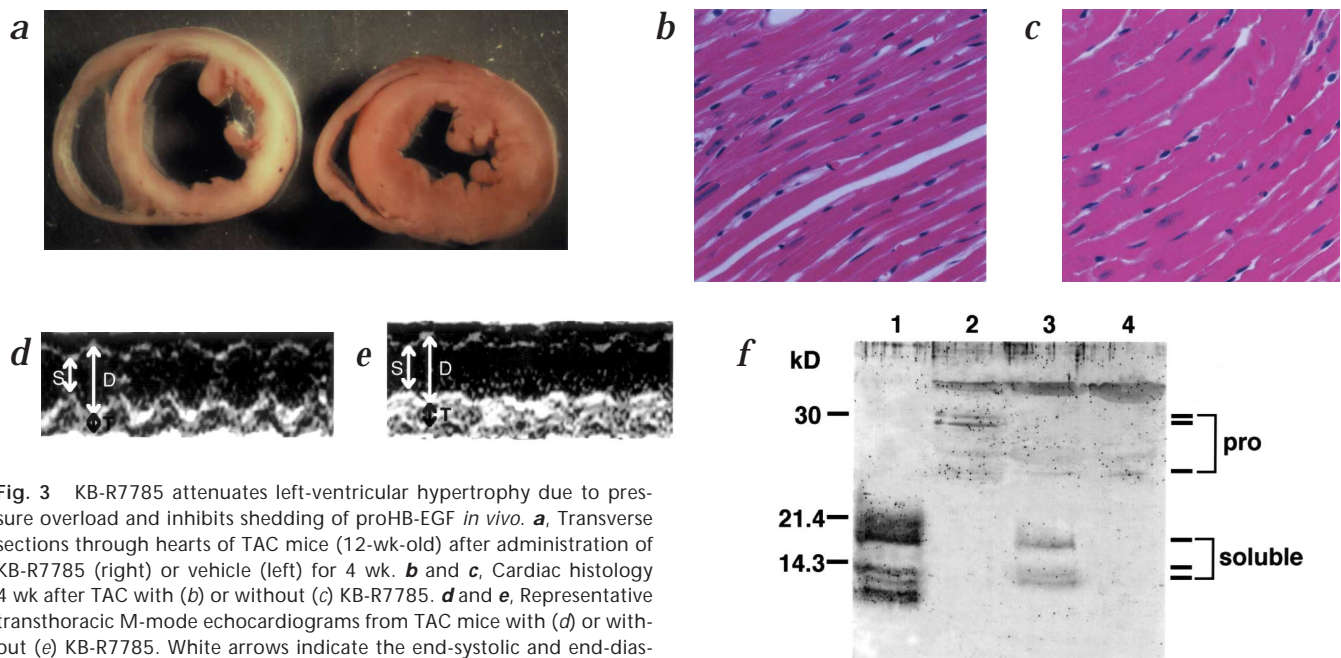 a
b
c
d
S
D
T
e
S
D
T
f
1 2 3 4
kD
30
21.4
14.3
pro
soluble
Fig. 3 KB-R7785 attenuates left-ventricular hypertrophy due to pres-
sure overload and inhibits shedding of proHB-EGF in vivo. a, Transverse
sections through hearts of TAC mice (12-wk-old) after administration of
KB-R7785 (right) or vehicle (left) for 4 wk. b and c, Cardiac histology
4 wk after TAC with (b) or without (c) KB-R7785. d and e, Representative
transthoracic M-mode echocardiograms from TAC mice with (d) or with-
out (e) KB-R7785. White arrows indicate the end-systolic and end-dias-